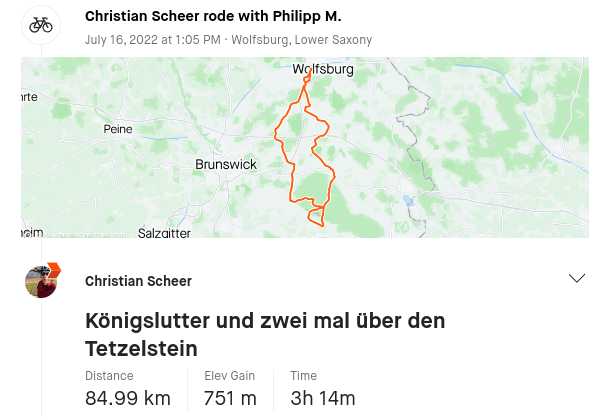 Christian Scheer rode with Philipp M.
July 16, 2022 at 1:05 PM · Wolfsburg, Lower Saxony
Wolfsburg
rte
Peine
Brunswick
Salzgitter
eim
Christian Scheer
Königslutter und zwei mal über den
Tetzelstein
Distance
Elev Gain
Time
84.99 km
751 m
3h 14m